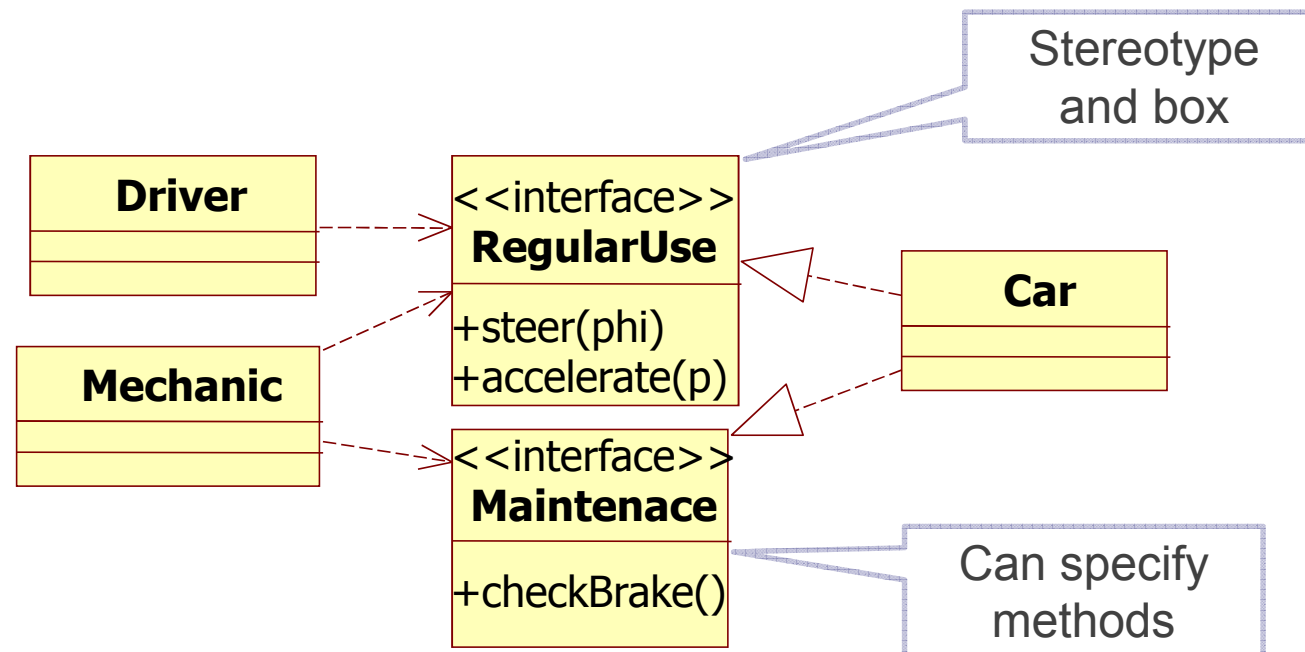 Stereotype
and box
Driver
<<interface>>
RegularUse
+steer(phi)
+accelerate(p)
Car
Mechanic
<<interface>>
Maintenace
+checkBrake()
Can specify
methods